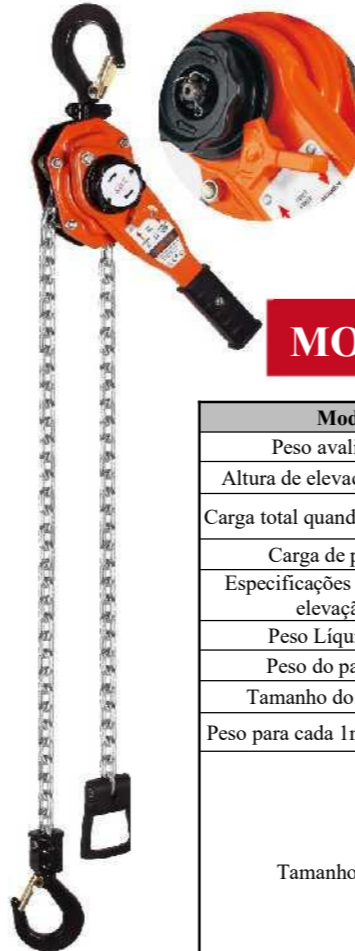 MO
Mod
Peso avali
Altura de elevaç
Carga total quand
Carga de p
Especificações
elevaçã
Peso Líqu
Peso do pa
Tamanho do
Peso para cada 1n
Tamanho